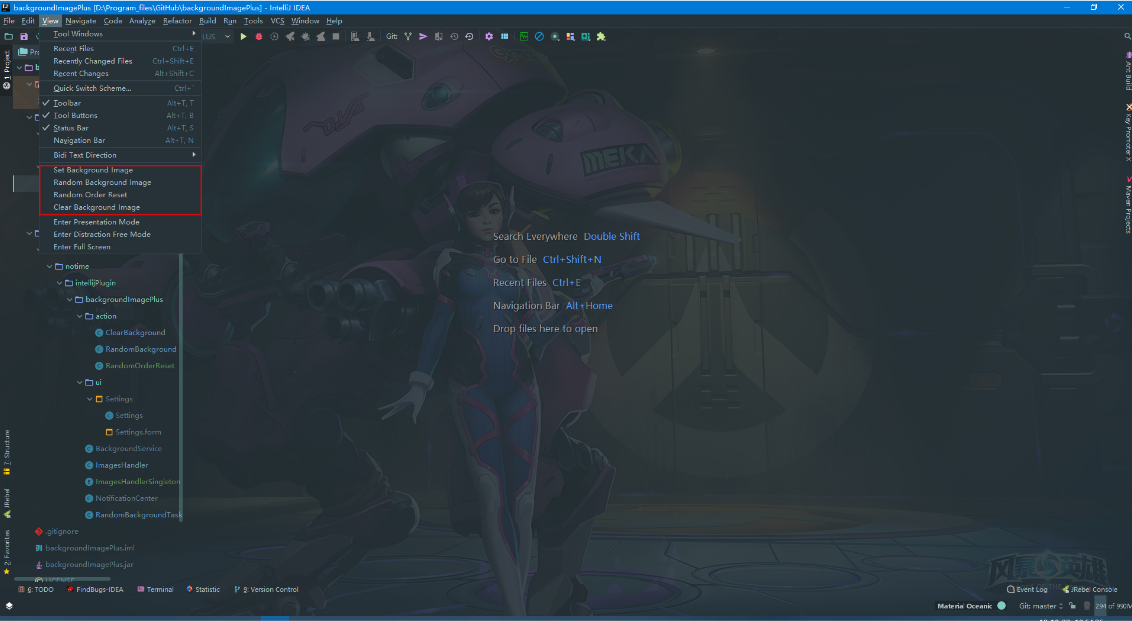 backgroundImagePlus [D:\Program_files\GitHub\backgroundImagePlus] - IntelliJ IDEA
File Edit View Navigate Code Analyze Refactor Build Run Tools VCS Window Help
Tool Windows
Git:
Recent Files Ctrl+E
Recently Changed Files Ctrl+Shift+E
Recent Changes Alt+Shift+C
Quick Switch Scheme... Ctrl+`
Toolbar Alt+T, T
Tool Buttons Alt+T, B
Status Bar Alt+T, S
Navigation Bar Alt+T, N
Bidi Text Direction
Set Background Image
Random Background Image
Random Order Reset
Clear Background Image
Enter Presentation Mode
Enter Distraction Free Mode
Enter Full Screen
1: Project
7: Structure
JRebel
2: Favorites
notime
intellijPlugin
backgroundImagePlus
action
ClearBackground
RandomBackground
RandomOrderReset
ui
Settings
Settings
Settings.form
BackgroundService
ImagesHandler
ImagesHandlerSingleton
NotificationCenter
RandomBackgroundTask
.gitignore
backgroundImagePlus.iml
backgroundImagePlus.jar
LICENSE
MEKA
Search Everywhere Double Shift
Go to File Ctrl+Shift+N
Recent Files Ctrl+E
Navigation Bar Alt+Home
Drop files here to open
Ant Build
Key Promoter X
Maven Projects
风暴英雄
6: TODO FindBugs-IDEA Terminal Statistic 9: Version Control
Event Log JRebel Console
Material Oceanic Git: master 294 of 990M